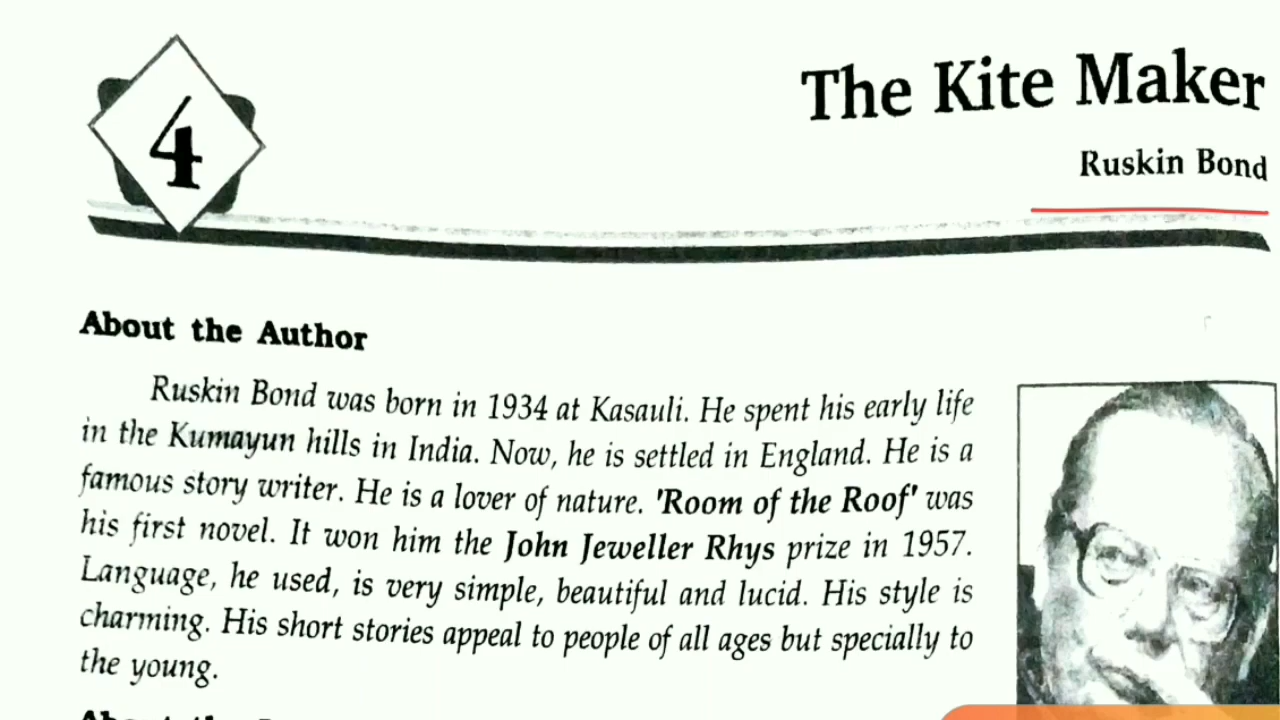 4
The Kite Maker
Ruskin Bond
About the Author
Ruskin Bond was born in 1934 at Kasauli. He spent his early life
in the Kumayun hills in India. Now, he is settled in England. He is a
famous story writer. He is a lover of nature. 'Room of the Roof' was
his first novel. It won him the John Jeweller Rhys prize in 1957.
Language, he used, is very simple, beautiful and lucid. His style is
charming. His short stories appeal to people of all ages but specially to
the young.
About the